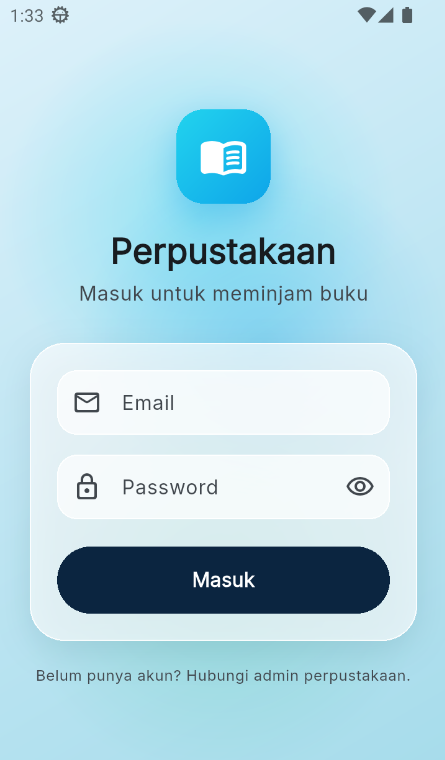 1:33
Perpustakaan
Masuk untuk meminjam buku
Email
Password
Masuk
Belum punya akun? Hubungi admin perpustakaan.